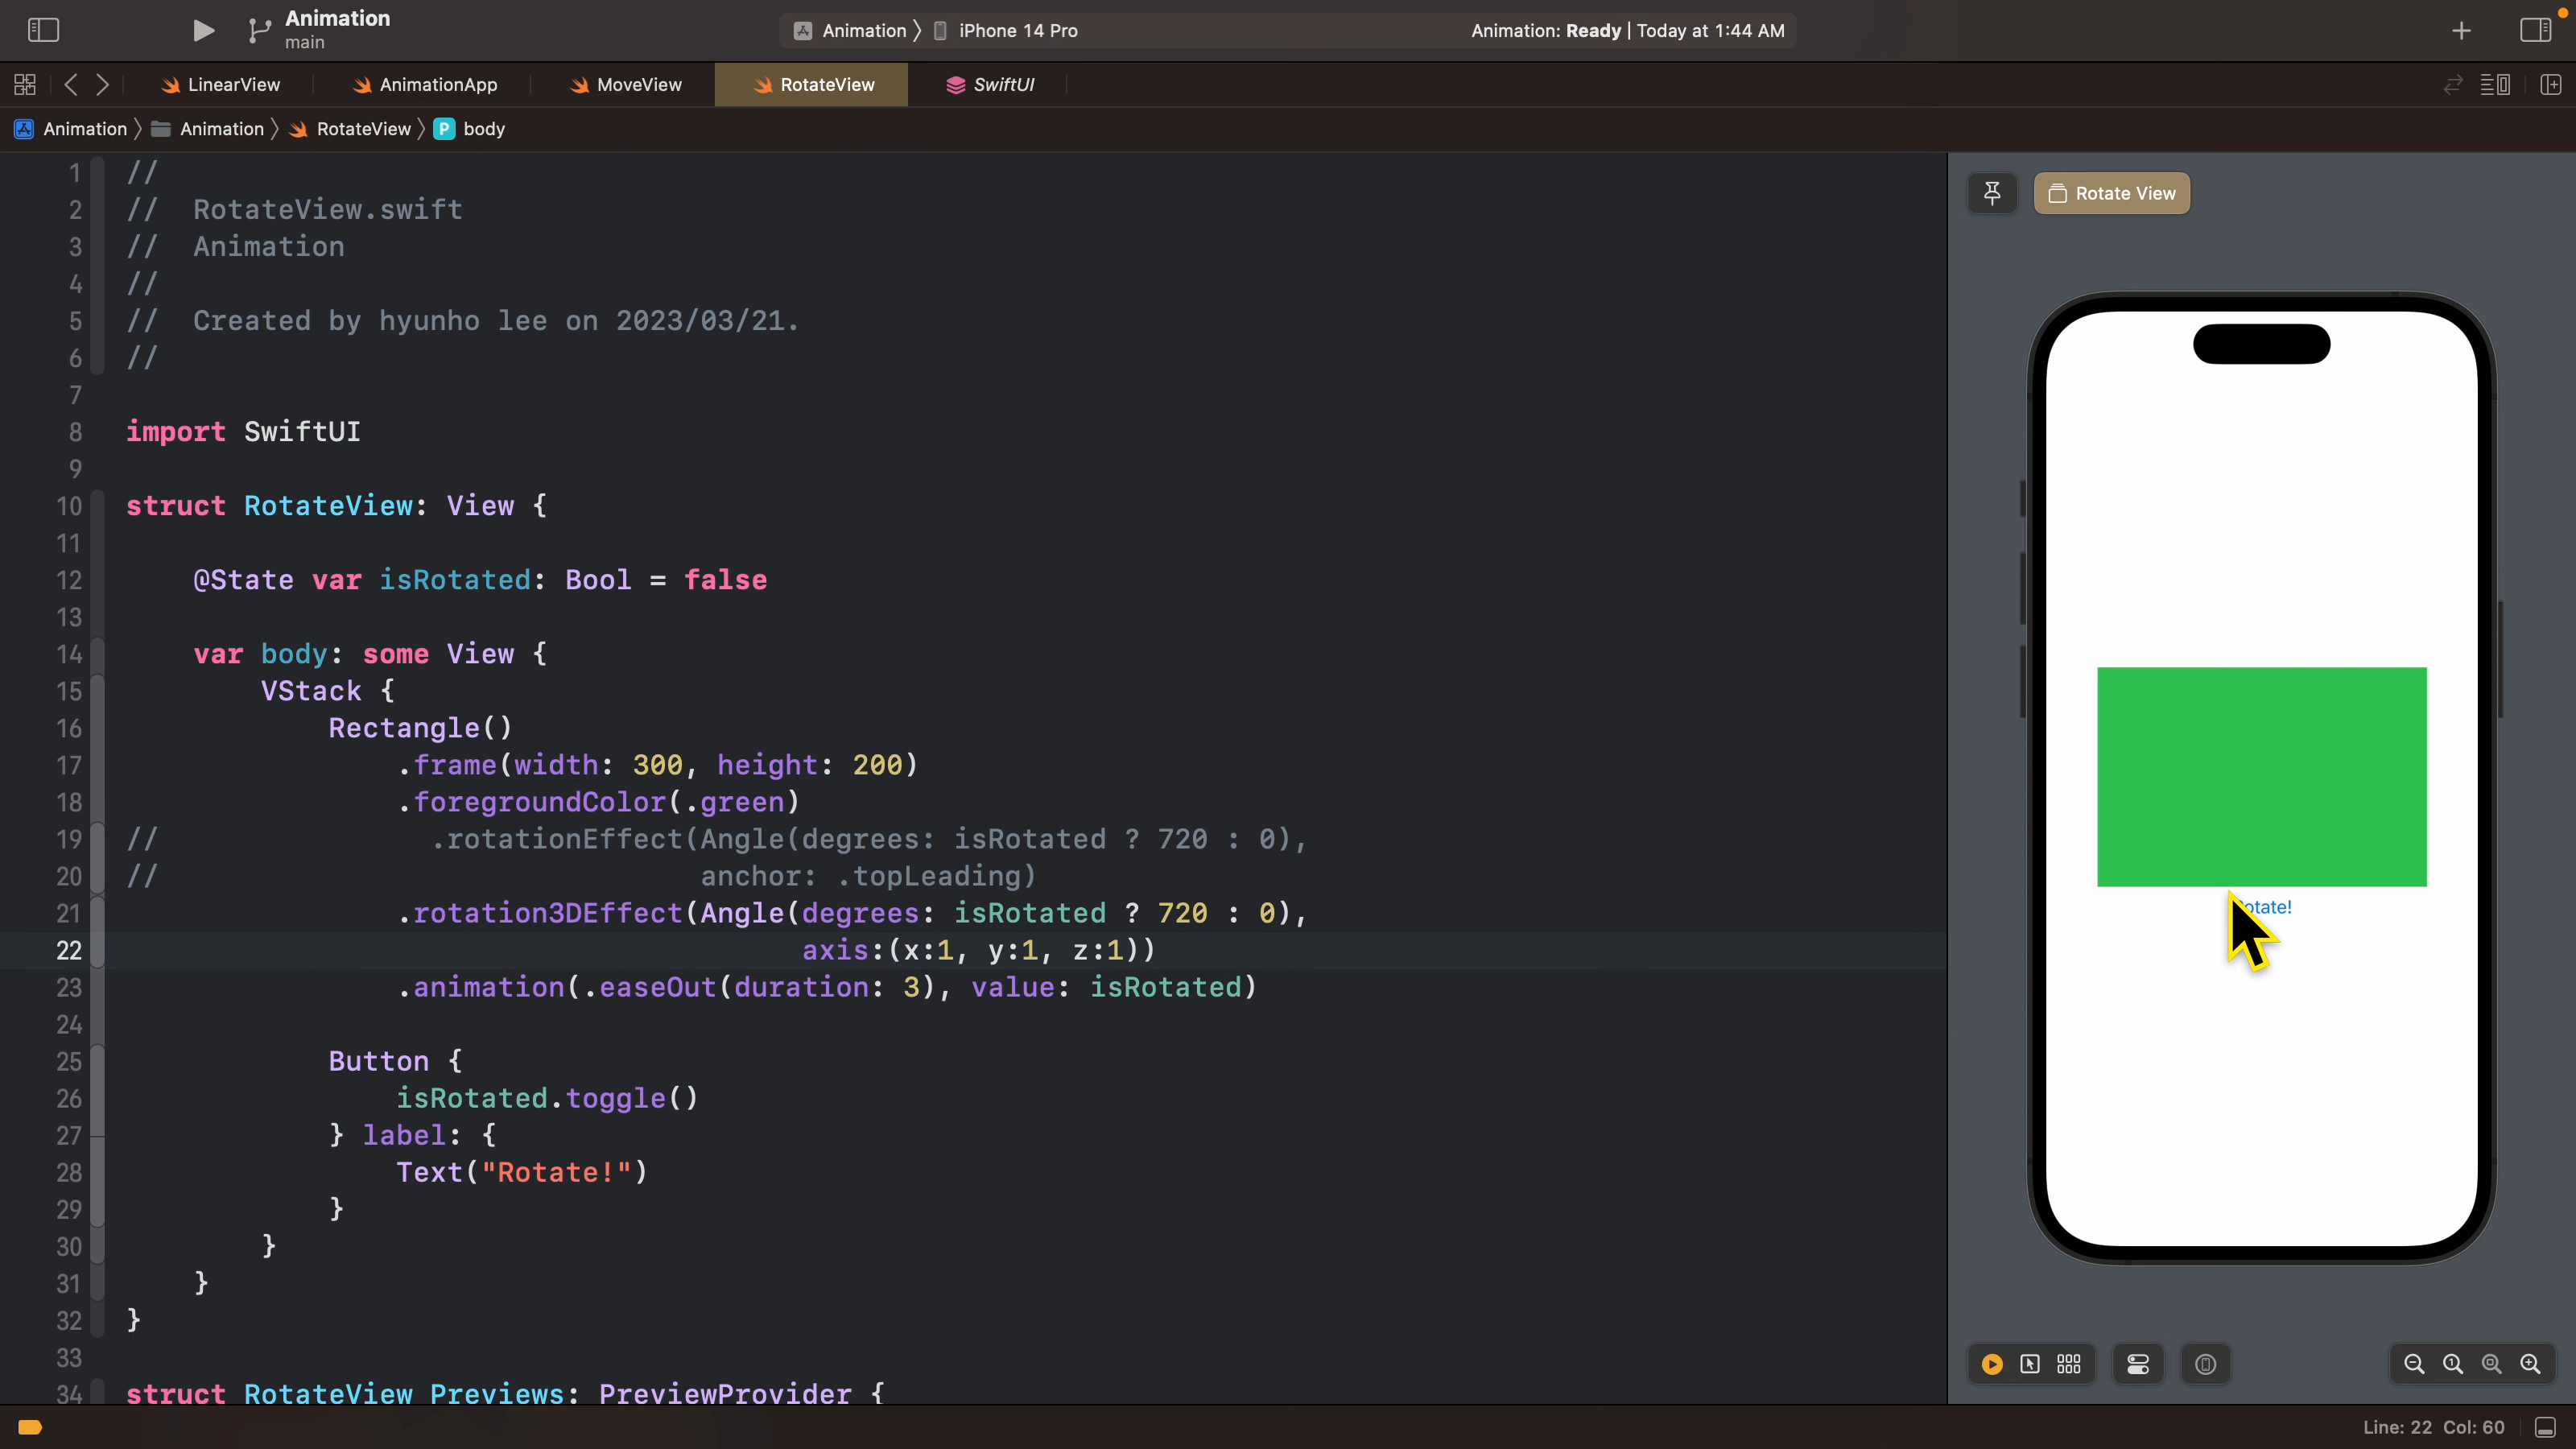 Animation
main
Animation 〉 iPhone 14 Pro
Animation: Ready | Today at 1:44 AM
LinearView
AnimationApp
MoveView
RotateView
SwiftUI
Animation 〉 Animation 〉 RotateView 〉 P body
1 //
2 //  RotateView.swift
3 //  Animation
4 //
5 //  Created by hyunho lee on 2023/03/21.
6 //
7
8 import SwiftUI
9
10 struct RotateView: View {
11
12     @State var isRotated: Bool = false
13
14     var body: some View {
15         VStack {
16             Rectangle()
17                 .frame(width: 300, height: 200)
18                 .foregroundColor(.green)
19 //                .rotationEffect(Angle(degrees: isRotated ? 720 : 0),
20 //                                anchor: .topLeading)
21                 .rotation3DEffect(Angle(degrees: isRotated ? 720 : 0),
22                                         axis:(x:1, y:1, z:1))
23                 .animation(.easeOut(duration: 3), value: isRotated)
24
25             Button {
26                 isRotated.toggle()
27             } label: {
28                 Text("Rotate!")
29             }
30         }
31     }
32 }
33
34 struct RotateView_Previews: PreviewProvider {
Rotate View
otate!
Line: 22 Col: 60